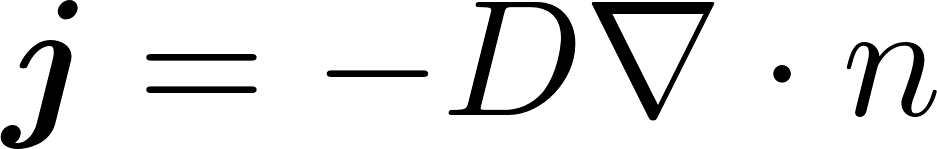 j = −D∇ · n